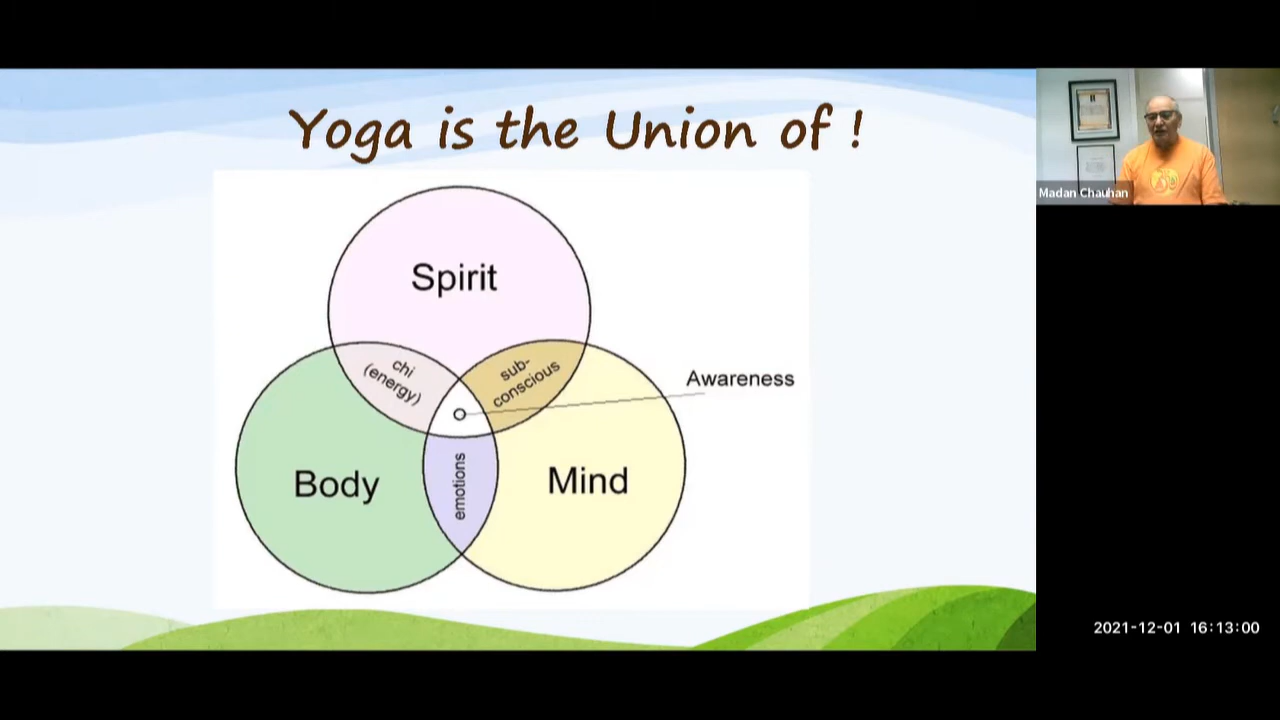 Yoga is the Union of !
Spirit
chi
(energy)
sub-
conscious
Awareness
Body
emotions
Mind
Madan Chauhan
2021-12-01 16:13:00